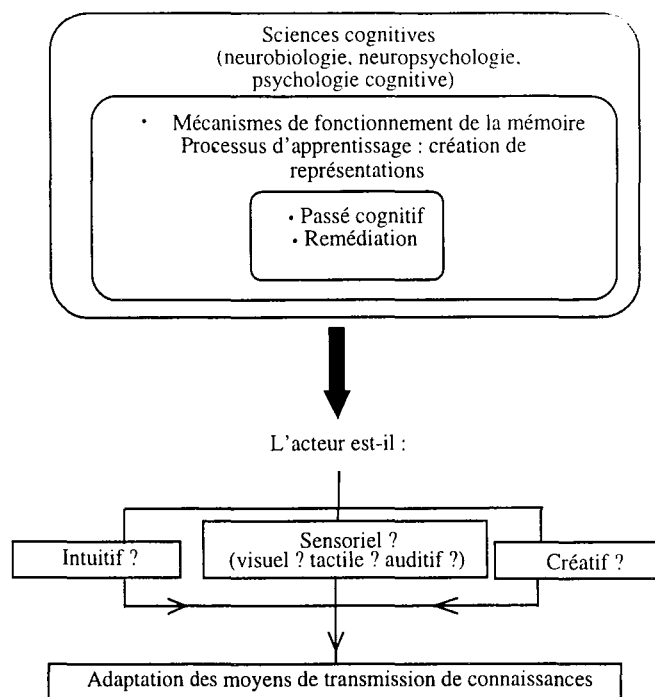 Sciences cognitives
(neurobiologie, neuropsychologie,
psychologie cognitive)
• Mécanismes de fonctionnement de la mémoire
Processus d'apprentissage : création de
représentations
• Passé cognitif
• Remédiation
L'acteur est-il :
Intuitif ?
Sensoriel ?
(visuel ? tactile ? auditif ?)
Créatif ?
Adaptation des moyens de transmission de connaissances